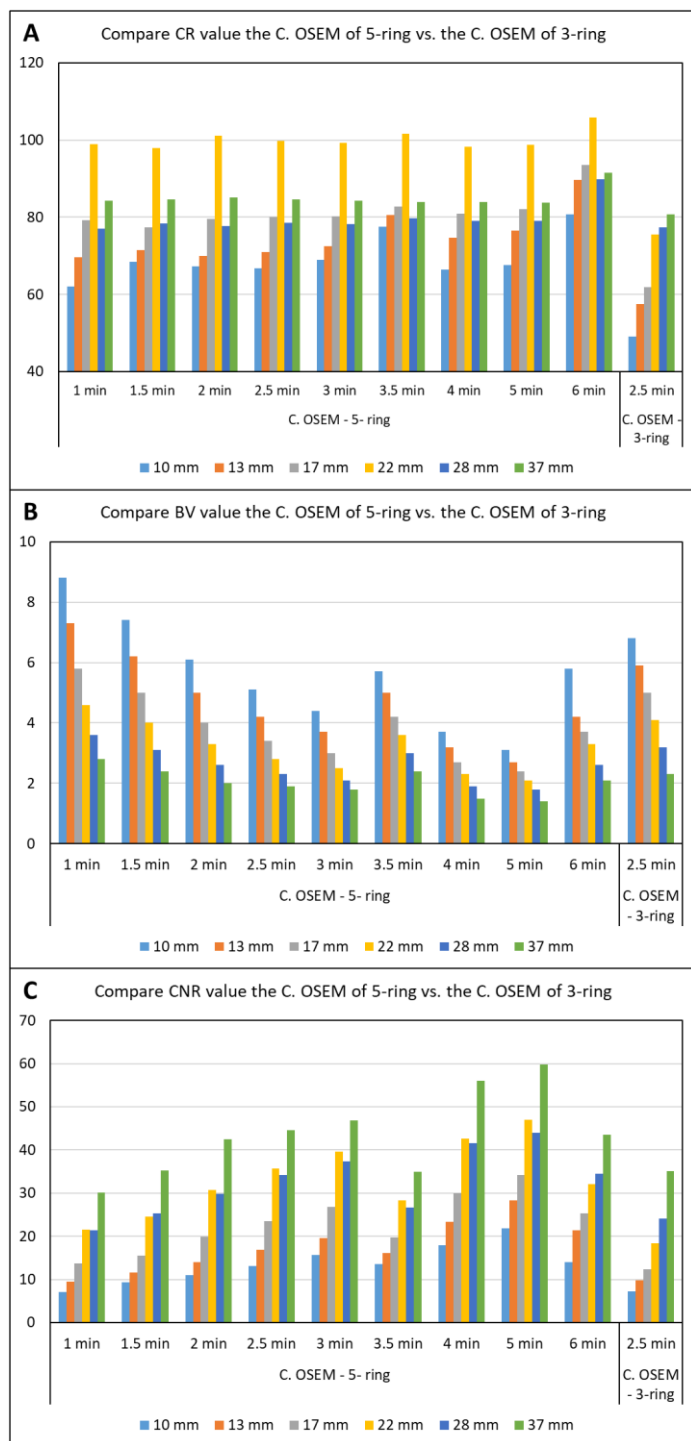 A
Compare CR value the C. OSEM of 5-ring vs. the C. OSEM of 3-ring
120
100
80
60
40
1 min 1.5 min 2 min 2.5 min 3 min 3.5 min 4 min 5 min 6 min 2.5 min
C. OSEM - 5- ring
C. OSEM -
3-ring
10 mm 13 mm 17 mm 22 mm 28 mm 37 mm
B
Compare BV value the C. OSEM of 5-ring vs. the C. OSEM of 3-ring
10
8
6
4
2
0
1 min 1.5 min 2 min 2.5 min 3 min 3.5 min 4 min 5 min 6 min 2.5 min
C. OSEM - 5- ring
C. OSEM
- 3-ring
10 mm 13 mm 17 mm 22 mm 28 mm 37 mm
C
Compare CNR value the C. OSEM of 5-ring vs. the C. OSEM of 3-ring
70
60
50
40
30
20
10
0
1 min 1.5 min 2 min 2.5 min 3 min 3.5 min 4 min 5 min 6 min 2.5 min
C. OSEM - 5- ring
C. OSEM
- 3-ring
10 mm 13 mm 17 mm 22 mm 28 mm 37 mm